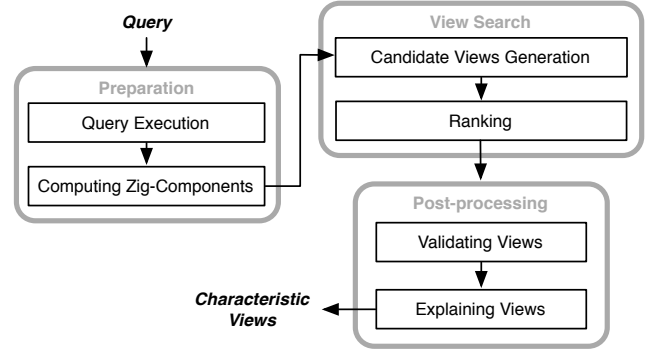 Query
Preparation
Query Execution
Computing Zig-Components
View Search
Candidate Views Generation
Ranking
Post-processing
Validating Views
Explaining Views
Characteristic
Views